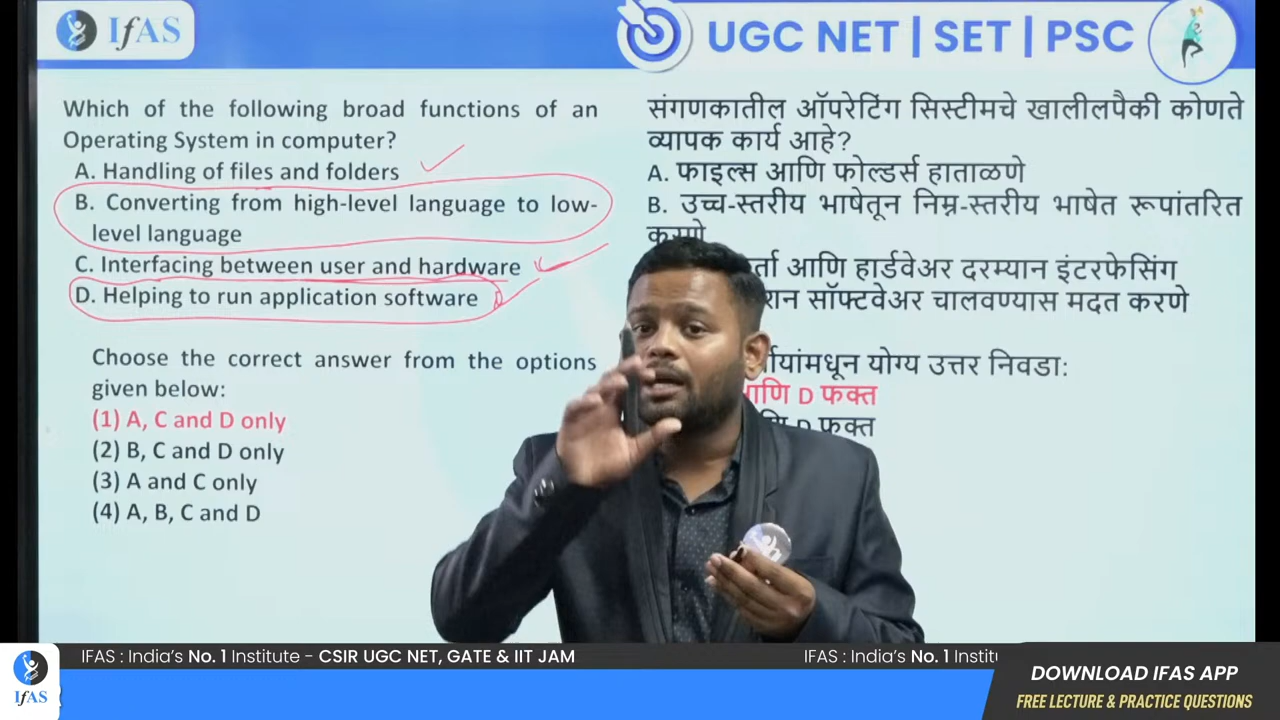 IfAS
UGC NET | SET | PSC
Which of the following broad functions of an
Operating System in computer?
A. Handling of files and folders
B. Converting from high-level language to low-
level language
C. Interfacing between user and hardware
D. Helping to run application software
Choose the correct answer from the options
given below:
(1) A, C and D only
(2) B, C and D only
(3) A and C only
(4) A, B, C and D
संगणकातील ऑपरेटिंग सिस्टीमचे खालीलपैकी कोणते
व्यापक कार्य आहे?
A. फाइल्स आणि फोल्डर्स हाताळणे
B. उच्च-स्तरीय भाषेतून निम्न-स्तरीय भाषेत रूपांतरित
करणे
आणि हार्डवेअर दरम्यान इंटरफेसिंग
सॉफ्टवेअर चालवण्यास मदत करणे
योग्य उत्तर निवडा:
D फक्त
D फक्त
IFAS : India's No. 1 Institute - CSIR UGC NET, GATE & IIT JAM
IFAS : India's No. 1
DOWNLOAD IFAS APP
FREE LECTURE & PRACTICE QUESTIONS
IfAS